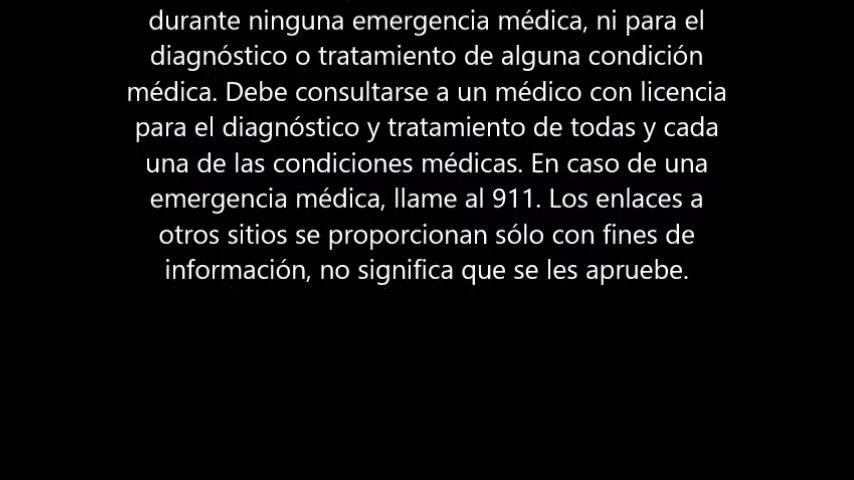 durante ninguna emergencia médica, ni para el
diagnóstico o tratamiento de alguna condición
médica. Debe consultarse a un médico con licencia
para el diagnóstico y tratamiento de todas y cada
una de las condiciones médicas. En caso de una
emergencia médica, llame al 911. Los enlaces a
otros sitios se proporcionan sólo con fines de
información, no significa que se les apruebe.